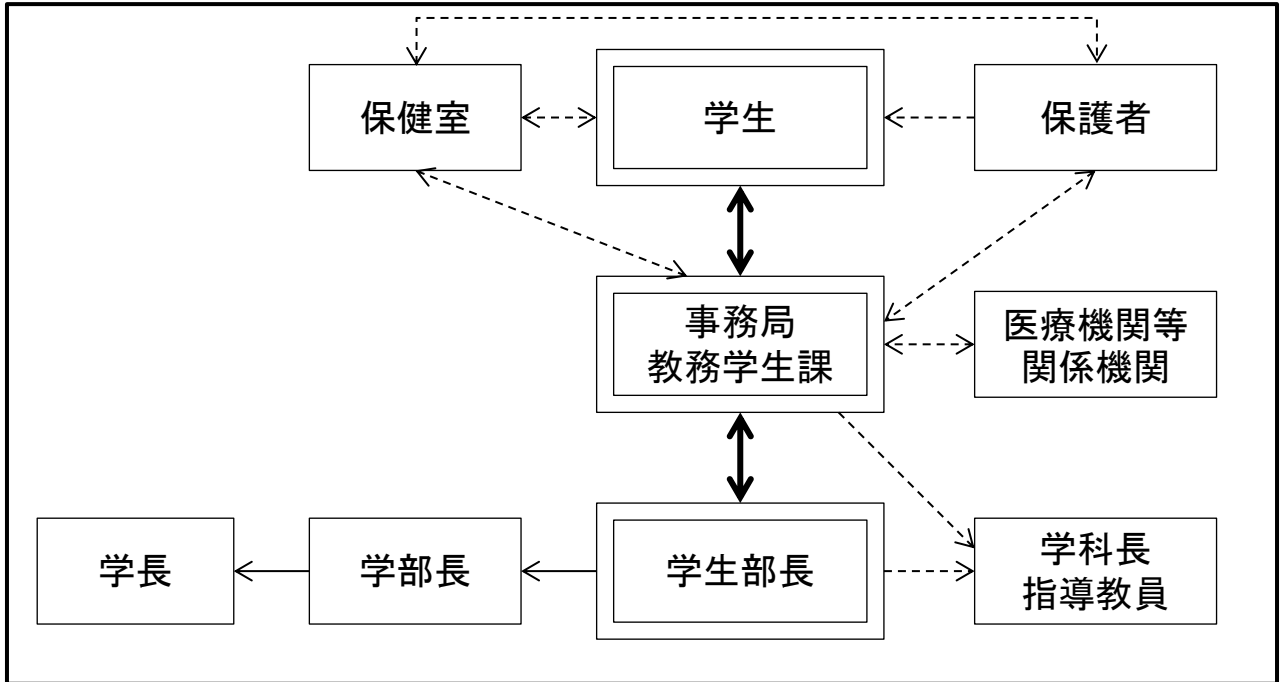 保健室
学生
保護者
事務局
教務学生課
医療機関等
関係機関
学長
学部長
学生部長
学科長
指導教員